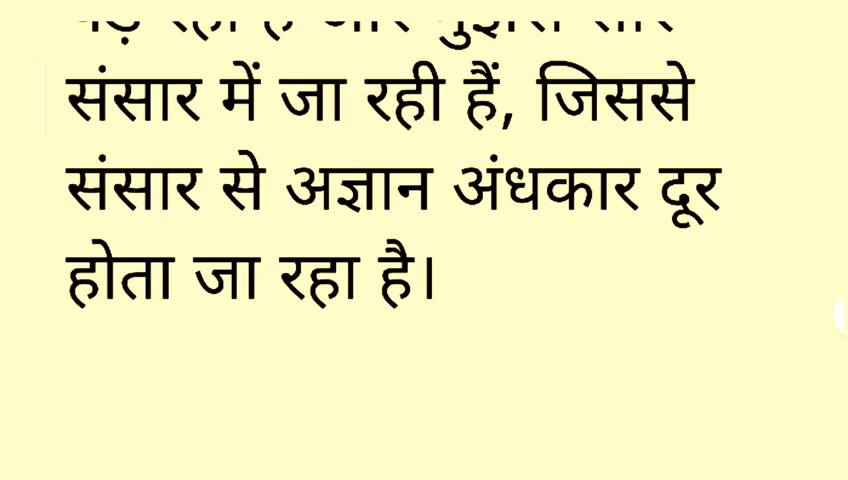 संसार में जा रही हैं, जिससे
संसार से अज्ञान अंधकार दूर
होता जा रहा है।